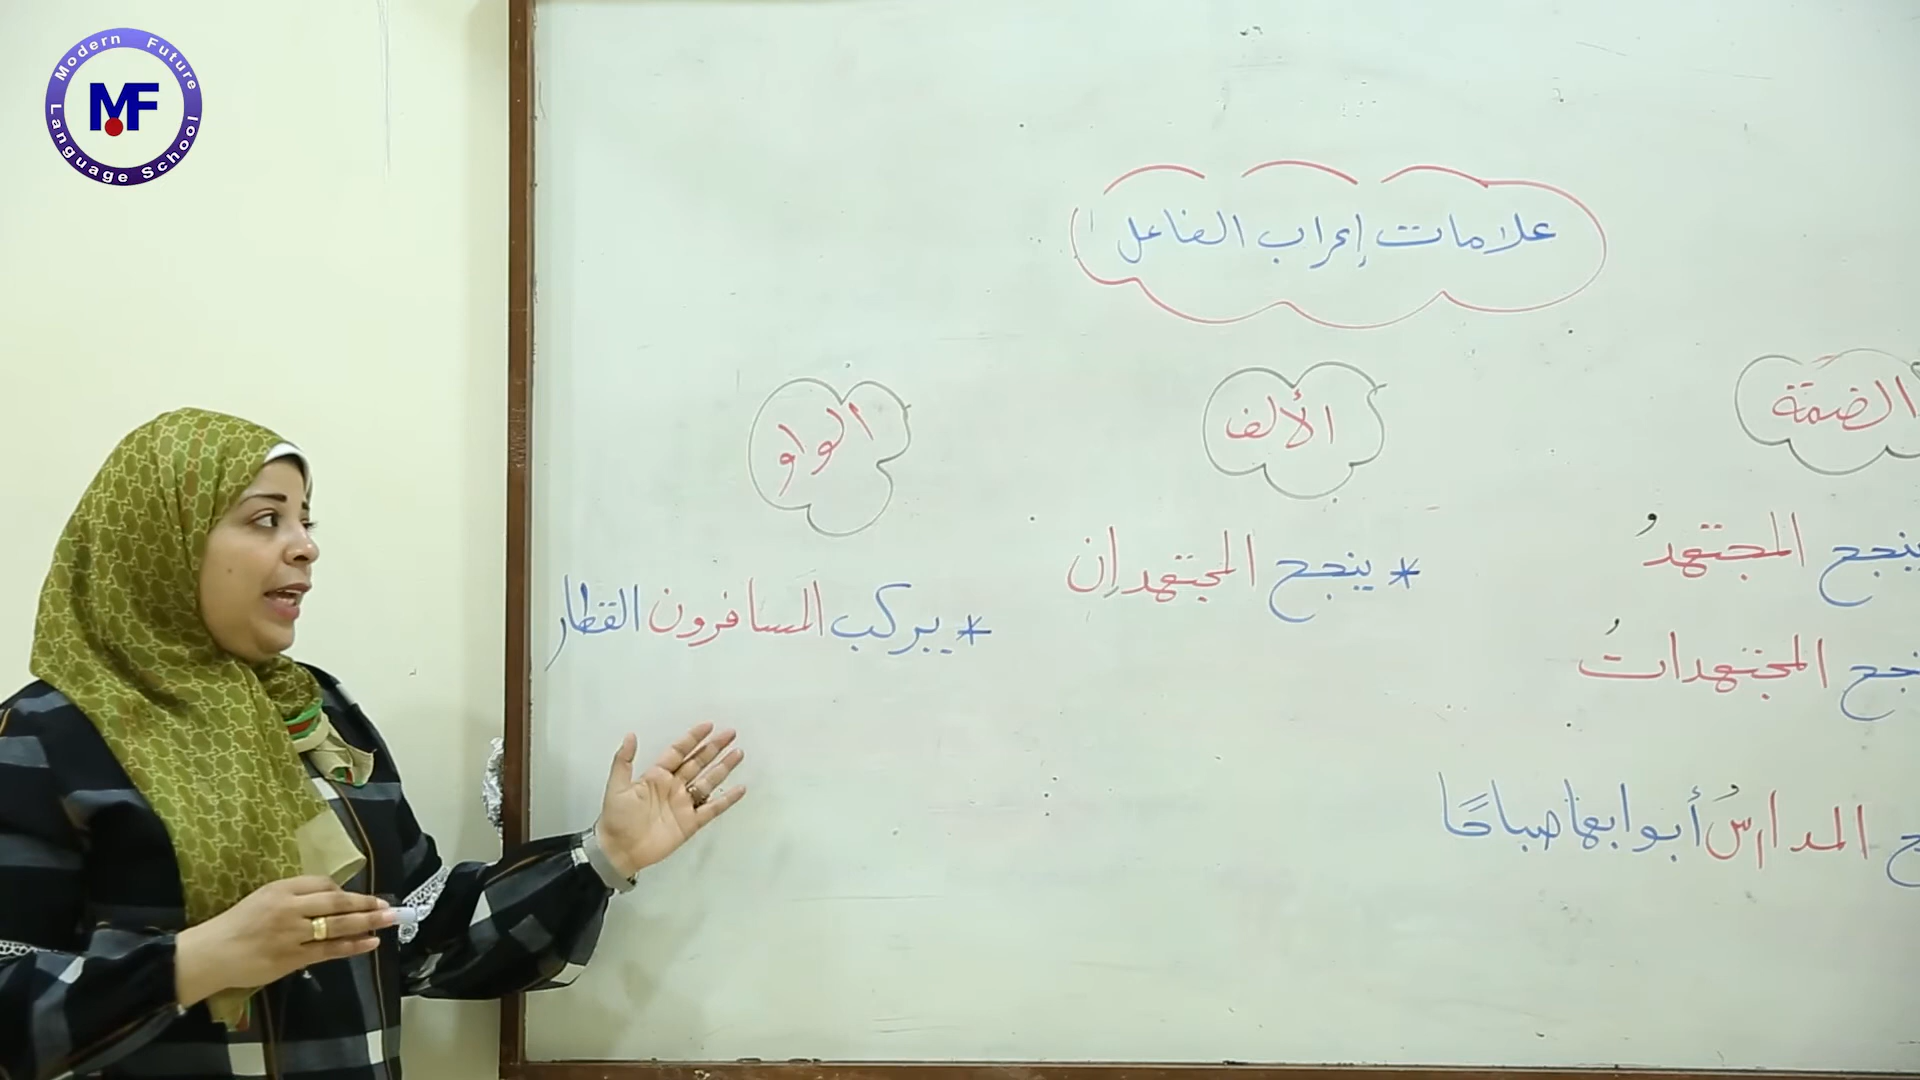 Modern Future
MF
Language School
علامات إعراب الفاعل
الضمة
الألف
الواو
ينجح المجتهدُ
المجتهداتُ
المدارسُ أبوابها صباحًا
* ينجح المجتهدان
* يركب المسافرون القطار